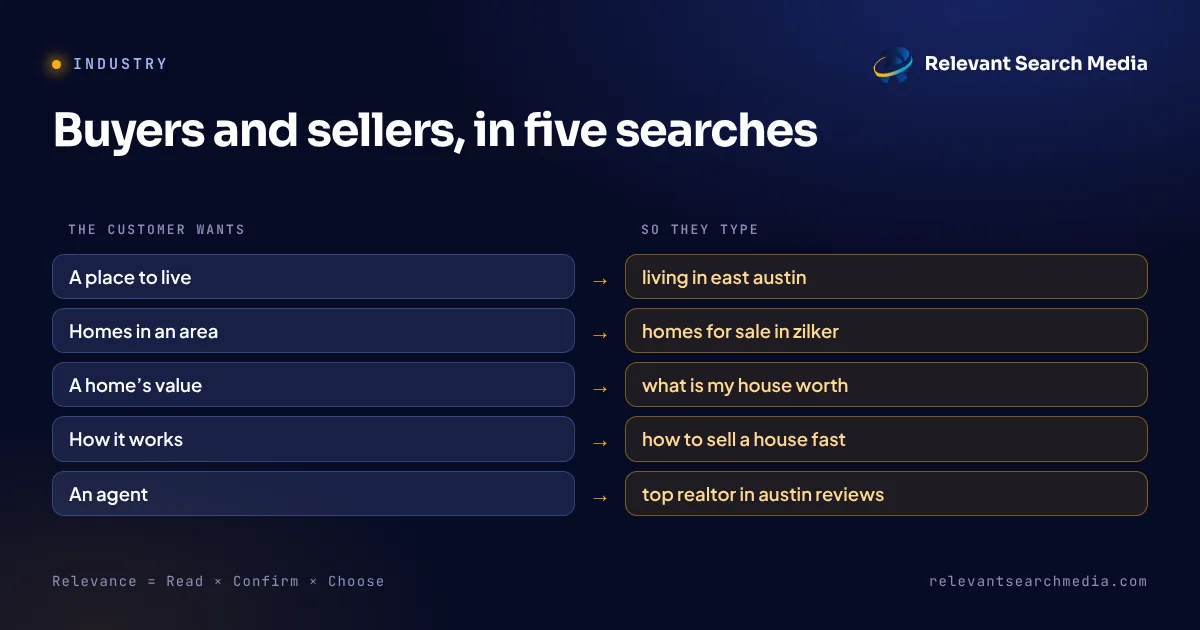 INDUSTRY
Relevant Search Media
Buyers and sellers, in five searches
THE CUSTOMER WANTS
SO THEY TYPE
A place to live → living in east austin
Homes in an area → homes for sale in zilker
A home’s value → what is my house worth
How it works → how to sell a house fast
An agent → top realtor in austin reviews
Relevance = Read × Confirm × Choose
relevantsearchmedia.com